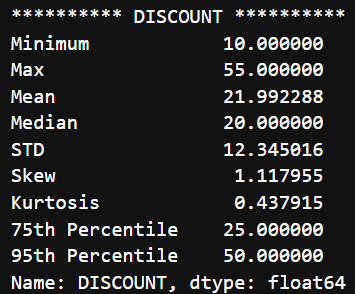 ********** DISCOUNT **********
Minimum 10.000000
Max 55.000000
Mean 21.992288
Median 20.000000
STD 12.345016
Skew 1.117955
Kurtosis 0.437915
75th Percentile 25.000000
95th Percentile 50.000000
Name: DISCOUNT, dtype: float64